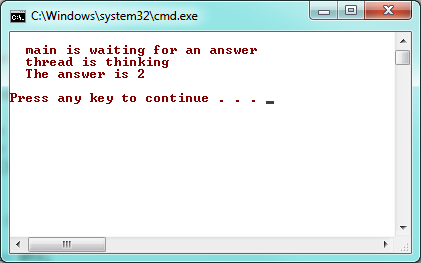 C:\Windows\system32\cmd.exe
main is waiting for an answer
thread is thinking
The answer is 2
Press any key to continue . . .